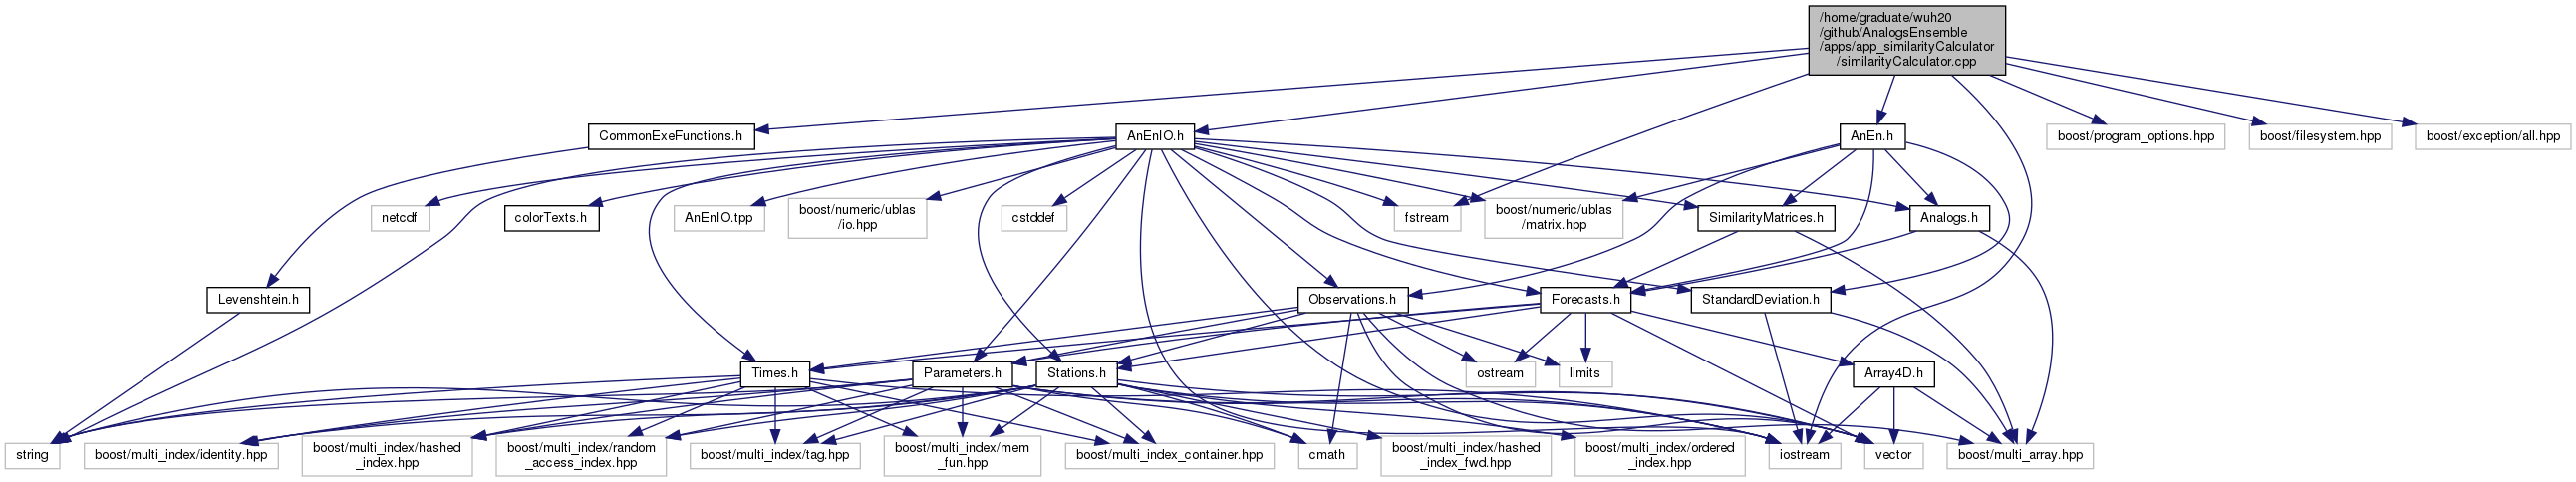 /home/graduate/wuh20
/github/AnalogsEnsemble
/apps/app_similarityCalculator
/similarityCalculator.cpp
CommonExeFunctions.h
AnEnIO.h
AnEn.h
boost/program_options.hpp
boost/filesystem.hpp
boost/exception/all.hpp
netcdf
colorTexts.h
AnEnIO.tpp
boost/numeric/ublas
/io.hpp
cstddef
fstream
boost/numeric/ublas
/matrix.hpp
SimilarityMatrices.h
Analogs.h
Levenshtein.h
Observations.h
Forecasts.h
StandardDeviation.h
Times.h
Parameters.h
Stations.h
ostream
limits
Array4D.h
string
boost/multi_index/identity.hpp
boost/multi_index/hashed
_index.hpp
boost/multi_index/random
_access_index.hpp
boost/multi_index/tag.hpp
boost/multi_index/mem
_fun.hpp
boost/multi_index_container.hpp
cmath
boost/multi_index/hashed
_index_fwd.hpp
boost/multi_index/ordered
_index.hpp
iostream
vector
boost/multi_array.hpp